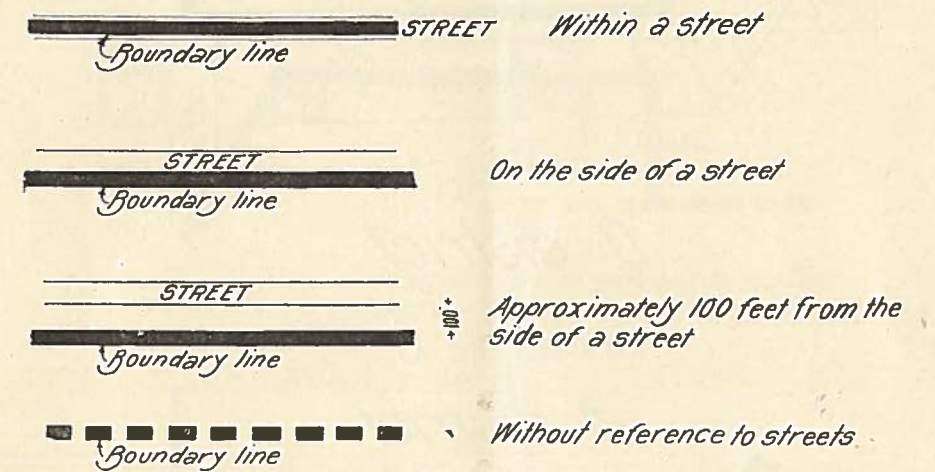 STREET Within a street
Boundary line
STREET On the side of a street
Boundary line
STREET
+100+ Approximately 100 feet from the
side of a street
Boundary line
Without reference to streets
Boundary line